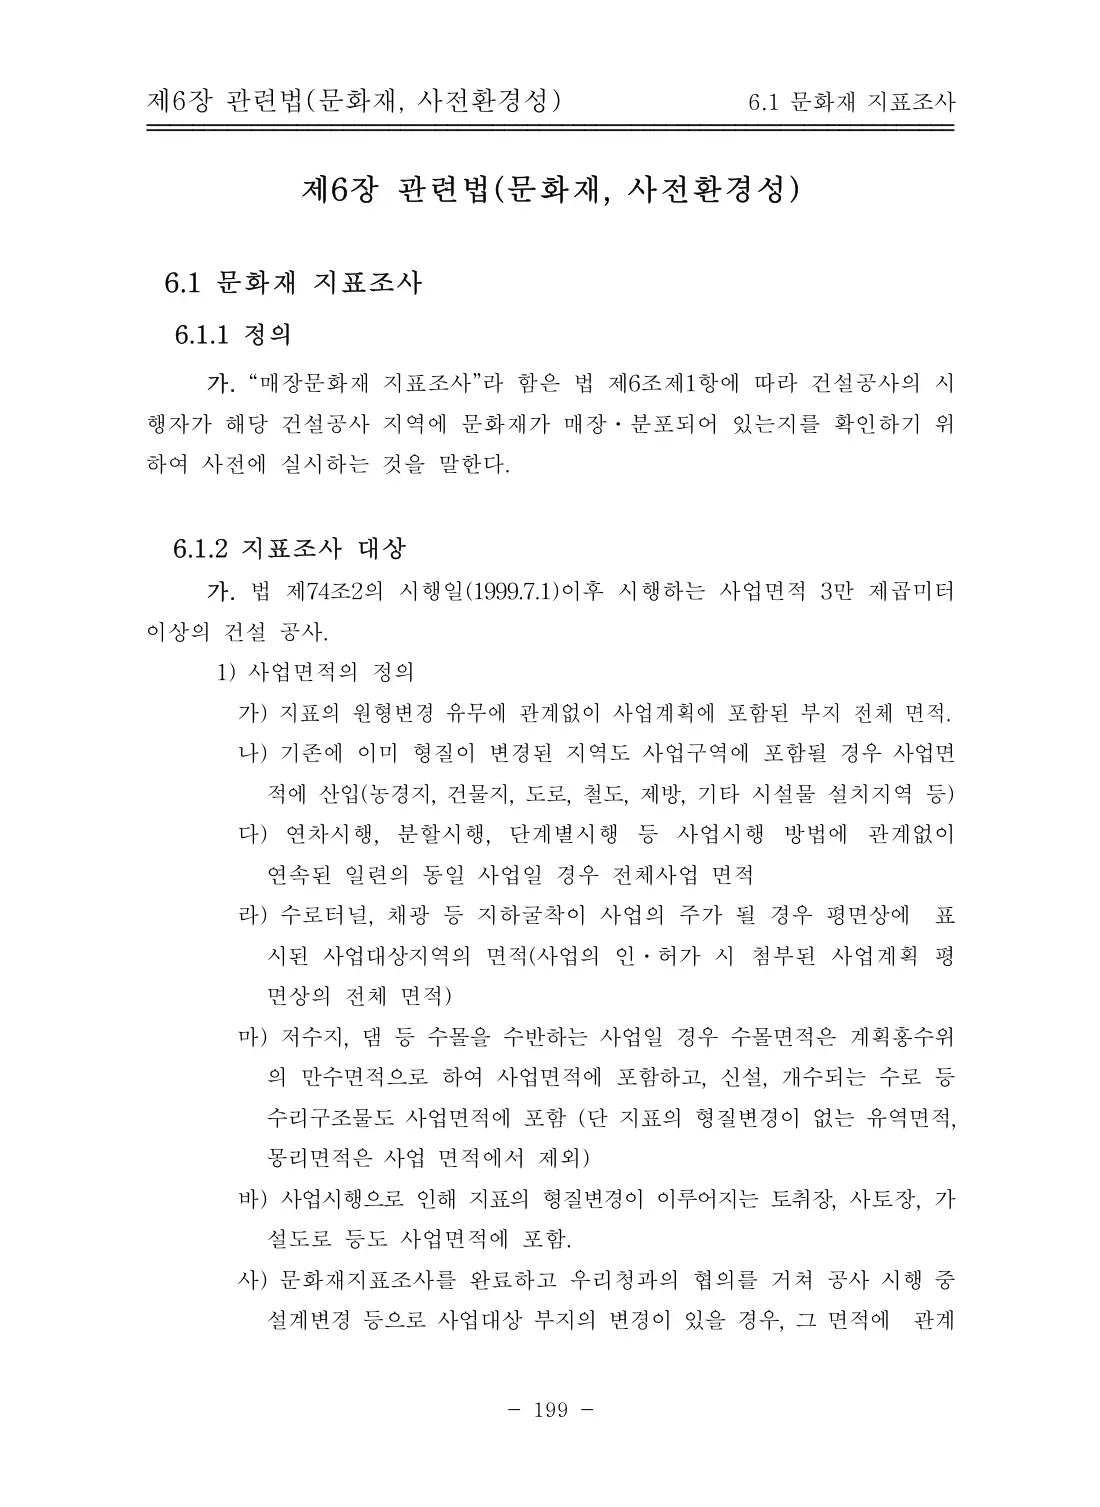 제6장 관련법(문화재, 사전환경성) 6.1 문화재 지표조사
제6장 관련법(문화재, 사전환경성)
6.1 문화재 지표조사
6.1.1 정의
가. “매장문화재 지표조사”라 함은 법 제6조제1항에 따라 건설공사의 시
행자가 해당 건설공사 지역에 문화재가 매장・분포되어 있는지를 확인하기 위
하여 사전에 실시하는 것을 말한다.
6.1.2 지표조사 대상
가. 법 제74조2의 시행일(1999.7.1)이후 시행하는 사업면적 3만 제곱미터
이상의 건설 공사.
1) 사업면적의 정의
가) 지표의 원형변경 유무에 관계없이 사업계획에 포함된 부지 전체 면적.
나) 기존에 이미 형질이 변경된 지역도 사업구역에 포함될 경우 사업면
적에 산입(농경지, 건물지, 도로, 철도, 제방, 기타 시설물 설치지역 등)
다) 연차시행, 분할시행, 단계별시행 등 사업시행 방법에 관계없이
연속된 일련의 동일 사업일 경우 전체사업 면적
라) 수로터널, 채광 등 지하굴착이 사업의 주가 될 경우 평면상에 표
시된 사업대상지역의 면적(사업의 인・허가 시 첨부된 사업계획 평
면상의 전체 면적)
마) 저수지, 댐 등 수몰을 수반하는 사업일 경우 수몰면적은 계획홍수위
의 만수면적으로 하여 사업면적에 포함하고, 신설, 개수되는 수로 등
수리구조물도 사업면적에 포함 (단 지표의 형질변경이 없는 유역면적,
몽리면적은 사업 면적에서 제외)
바) 사업시행으로 인해 지표의 형질변경이 이루어지는 토취장, 사토장, 가
설도로 등도 사업면적에 포함.
사) 문화재지표조사를 완료하고 우리청과의 협의를 거쳐 공사 시행 중
설계변경 등으로 사업대상 부지의 변경이 있을 경우, 그 면적에 관계
- 199 -